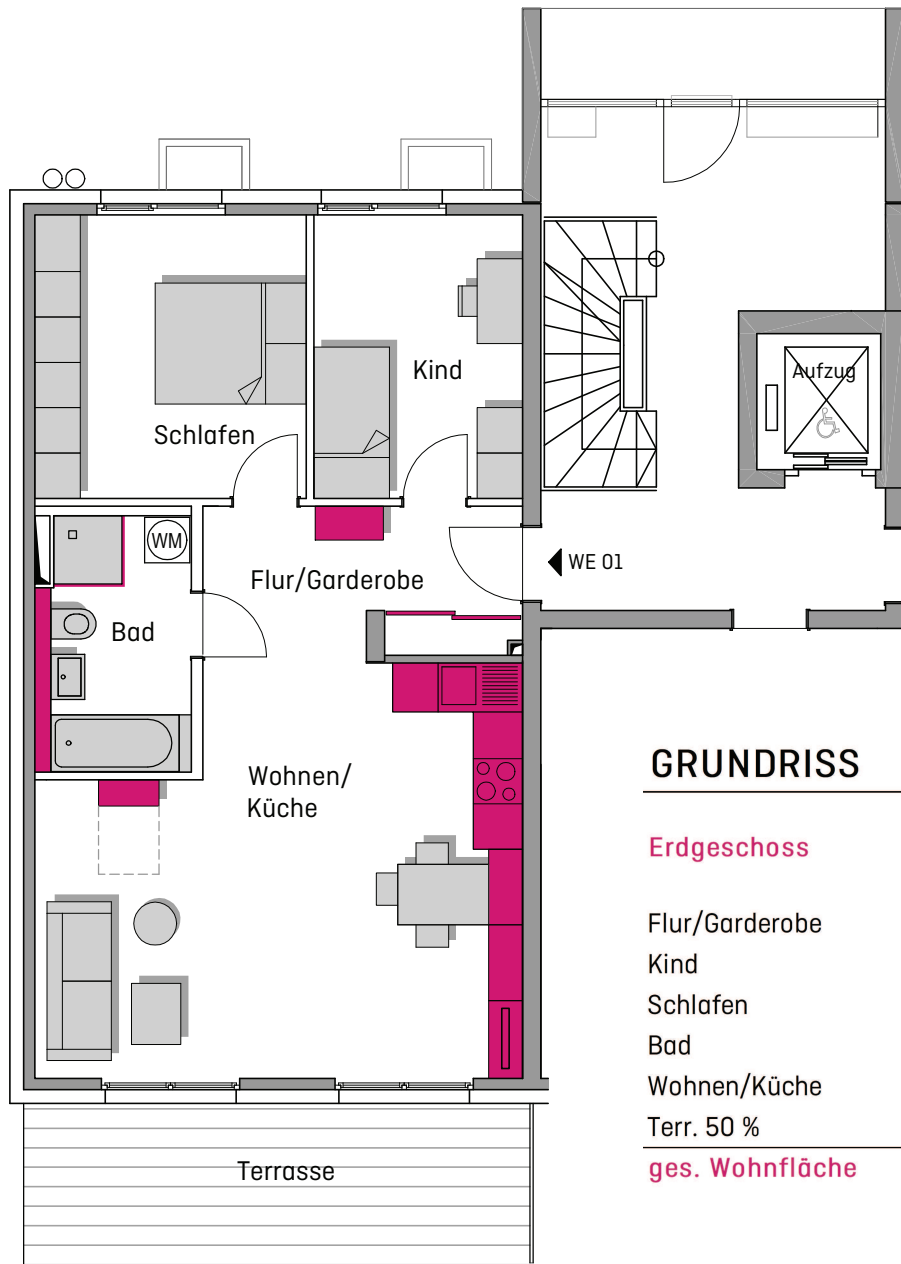 Aufzug
Kind
Schlafen
WM
WE 01
Flur/Garderobe
Bad
Wohnen/
Küche
Terrasse
GRUNDRISS
Erdgeschoss
Flur/Garderobe
Kind
Schlafen
Bad
Wohnen/Küche
Terr. 50 %
ges. Wohnfläche